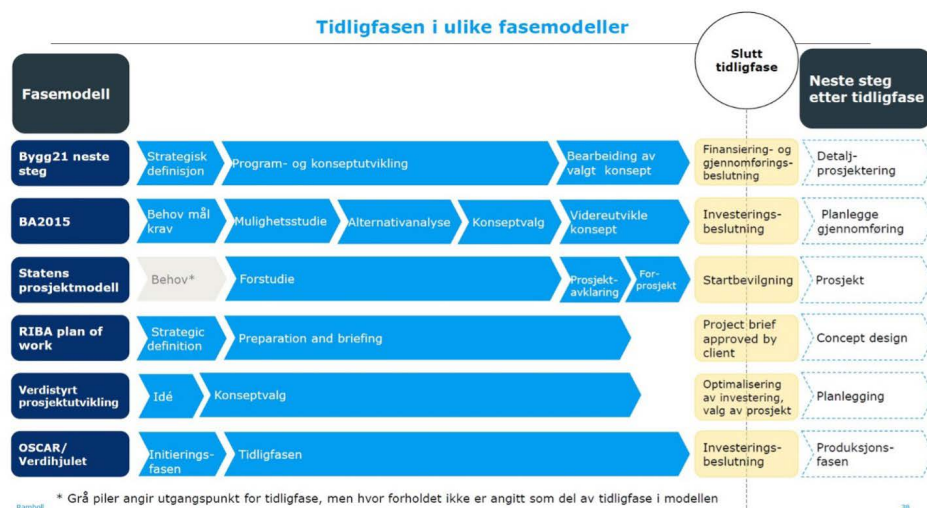 Tidligfasen i ulike fasemodeller
Slutt
tidligfase
Fasemodell
Neste steg
etter tidligfase
Bygg21 neste
steg
Strategisk
definisjon
Program- og konseptutvikling
Bearbeiding av
valgt konsept
Finansiering- og
gjennomførings-
beslutning
Detalj-
prosjektering
BA2015
Behov mål
krav
Mulighetsstudie
Alternativanalyse
Konseptvalg
Videreutvikle
konsept
Investerings-
beslutning
Planlegge
gjennomføring
Statens
prosjektmodell
Behov*
Forstudie
Prosjekt-
avklaring
For-
prosjekt
Startbevilgning
Prosjekt
RIBA plan of
work
Strategic
definition
Preparation and briefing
Project brief
approved by
client
Concept design
Verdistyrt
prosjektutvikling
Idé
Konseptvalg
Optimalisering
av investering,
valg av prosjekt
Planlegging
OSCAR/
Verdihjulet
Initierings-
fasen
Tidligfasen
Investerings-
beslutning
Produksjons-
fasen
* Grå piler angir utgangspunkt for tidligfase, men hvor forholdet ikke er angitt som del av tidligfase i modellen